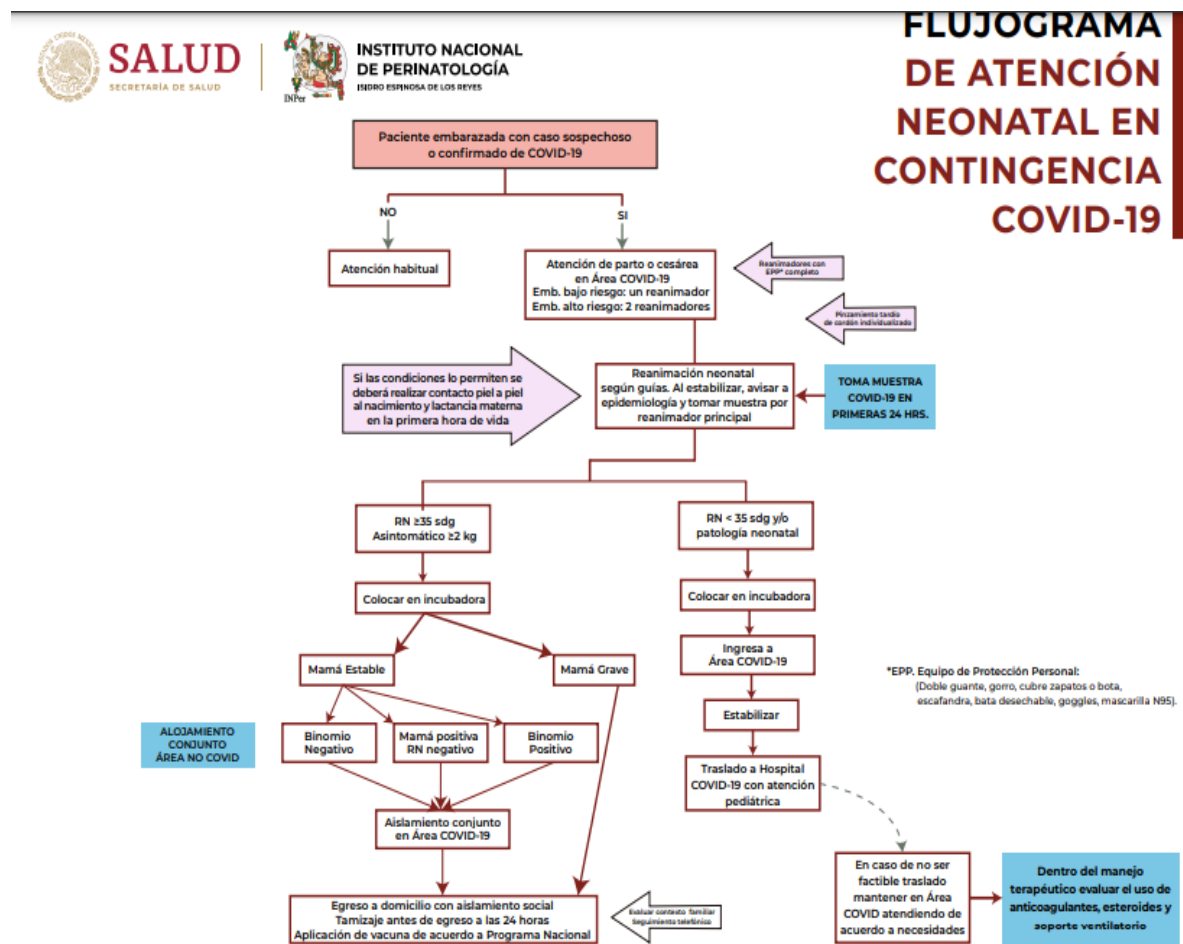 SALUD
SECRETARÍA DE SALUD
INPer
INSTITUTO NACIONAL
DE PERINATOLOGÍA
ISIDRO ESPINOSA DE LOS REYES
FLUJOGRAMA
DE ATENCIÓN
NEONATAL EN
CONTINGENCIA
COVID-19
Paciente embarazada con caso sospechoso
o confirmado de COVID-19
NO
SI
Atención habitual
Atención de parto o cesárea
en Área COVID-19
Emb. bajo riesgo: un reanimador
Emb. alto riesgo: 2 reanimadores
Reanimadores con
EPP* completo
Pinzamiento tardío
de cordón individualizado
Si las condiciones lo permiten se
deberá realizar contacto piel a piel
al nacimiento y lactancia materna
en la primera hora de vida
Reanimación neonatal
según guías. Al estabilizar, avisar a
epidemiología y tomar muestra por
reanimador principal
TOMA MUESTRA
COVID-19 EN
PRIMERAS 24 HRS.
RN ≥35 sdg
Asintomático ≥2 kg
RN < 35 sdg y/o
patología neonatal
Colocar en incubadora
Colocar en incubadora
Mamá Estable
Mamá Grave
Ingresa a
Área COVID-19
*EPP. Equipo de Protección Personal:
(Doble guante, gorro, cubre zapatos o bota,
escafandra, bata desechable, goggles, mascarilla N95).
Estabilizar
ALOJAMIENTO
CONJUNTO
ÁREA NO COVID
Binomio
Negativo
Mamá positiva
RN negativo
Binomio
Positivo
Traslado a Hospital
COVID-19 con atención
pediátrica
Aislamiento conjunto
en Área COVID-19
En caso de no ser
factible traslado
mantener en Área
COVID atendiendo de
acuerdo a necesidades
Dentro del manejo
terapéutico evaluar el uso de
anticoagulantes, esteroides y
soporte ventilatorio
Egreso a domicilio con aislamiento social
Tamizaje antes de egreso a las 24 horas
Aplicación de vacuna de acuerdo a Programa Nacional
Evaluar contexto familiar
Seguimiento telefónico